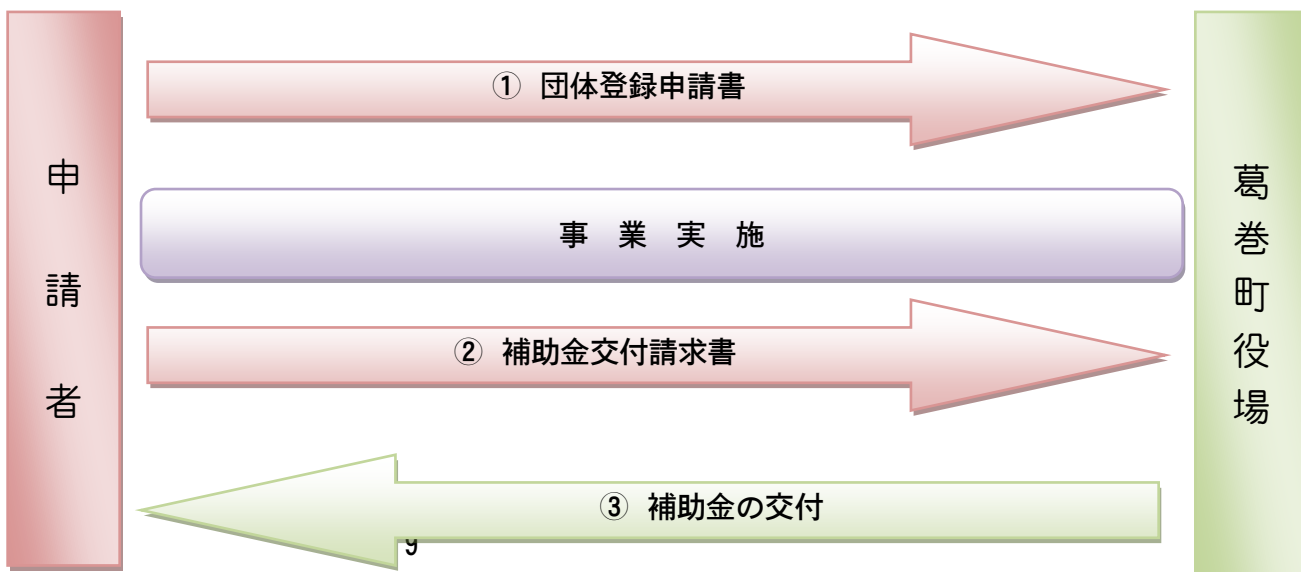 申請者
① 団体登録申請書
事 業 実 施
② 補助金交付請求書
③ 補助金の交付
9
葛巻町役場